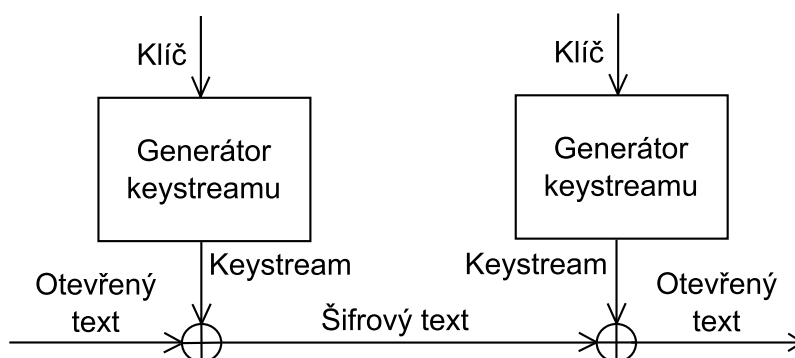 Klíč
Klíč
Generátor
keystreamu
Generátor
keystreamu
Keystream
Keystream
Otevřený
text
Šifrový text
Otevřený
text